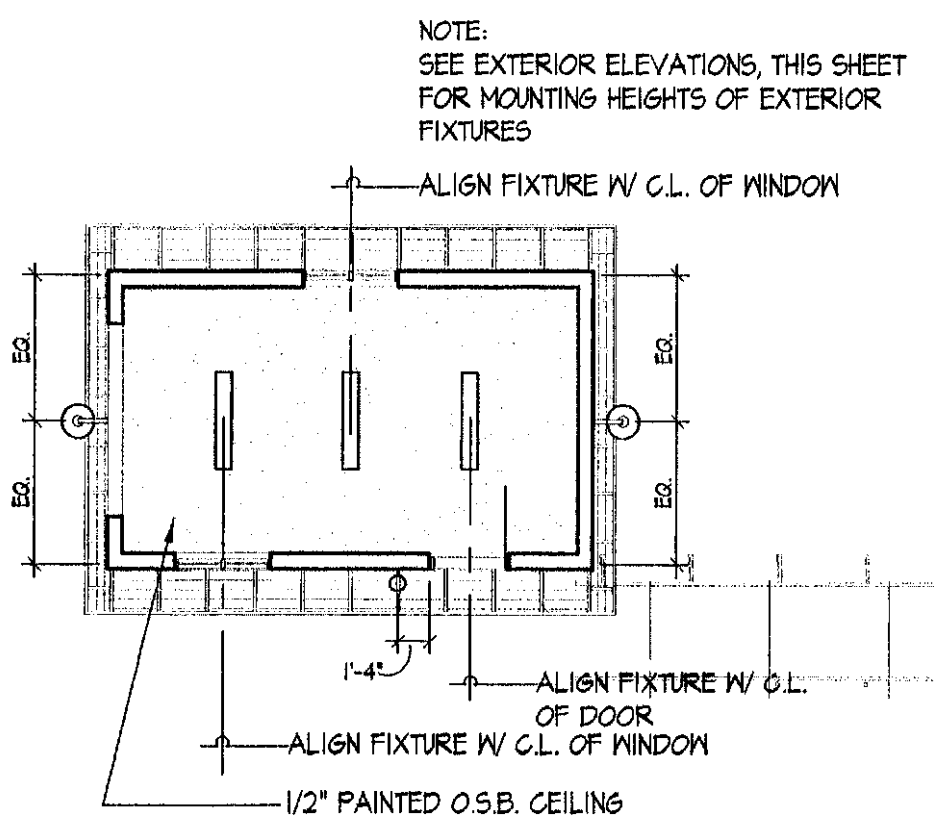 NOTE:
SEE EXTERIOR ELEVATIONS, THIS SHEET
FOR MOUNTING HEIGHTS OF EXTERIOR
FIXTURES
ALIGN FIXTURE W/ C.L. OF WINDOW
EQ.
EQ.
EQ.
EQ.
1'-4"
ALIGN FIXTURE W/ C.L.
OF DOOR
ALIGN FIXTURE W/ C.L. OF WINDOW
1/2" PAINTED O.S.B. CEILING